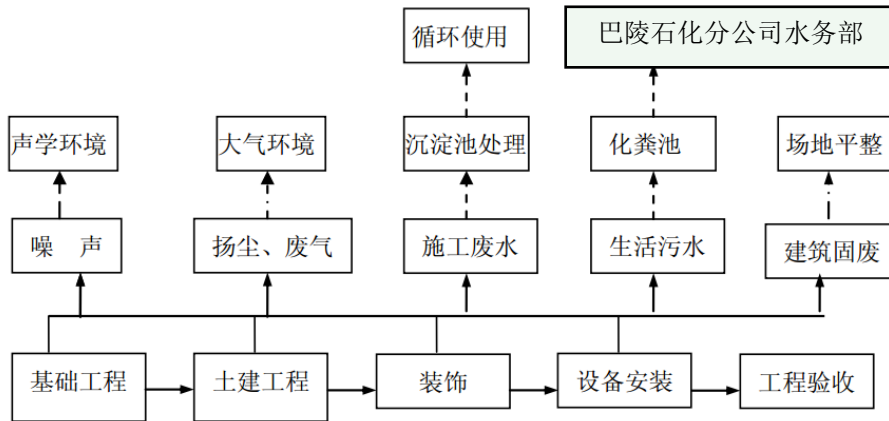 循环使用
巴陵石化分公司水务部
声学环境
大气环境
沉淀池处理
化粪池
场地平整
噪 声
扬尘、废气
施工废水
生活污水
建筑固废
基础工程
土建工程
装饰
设备安装
工程验收